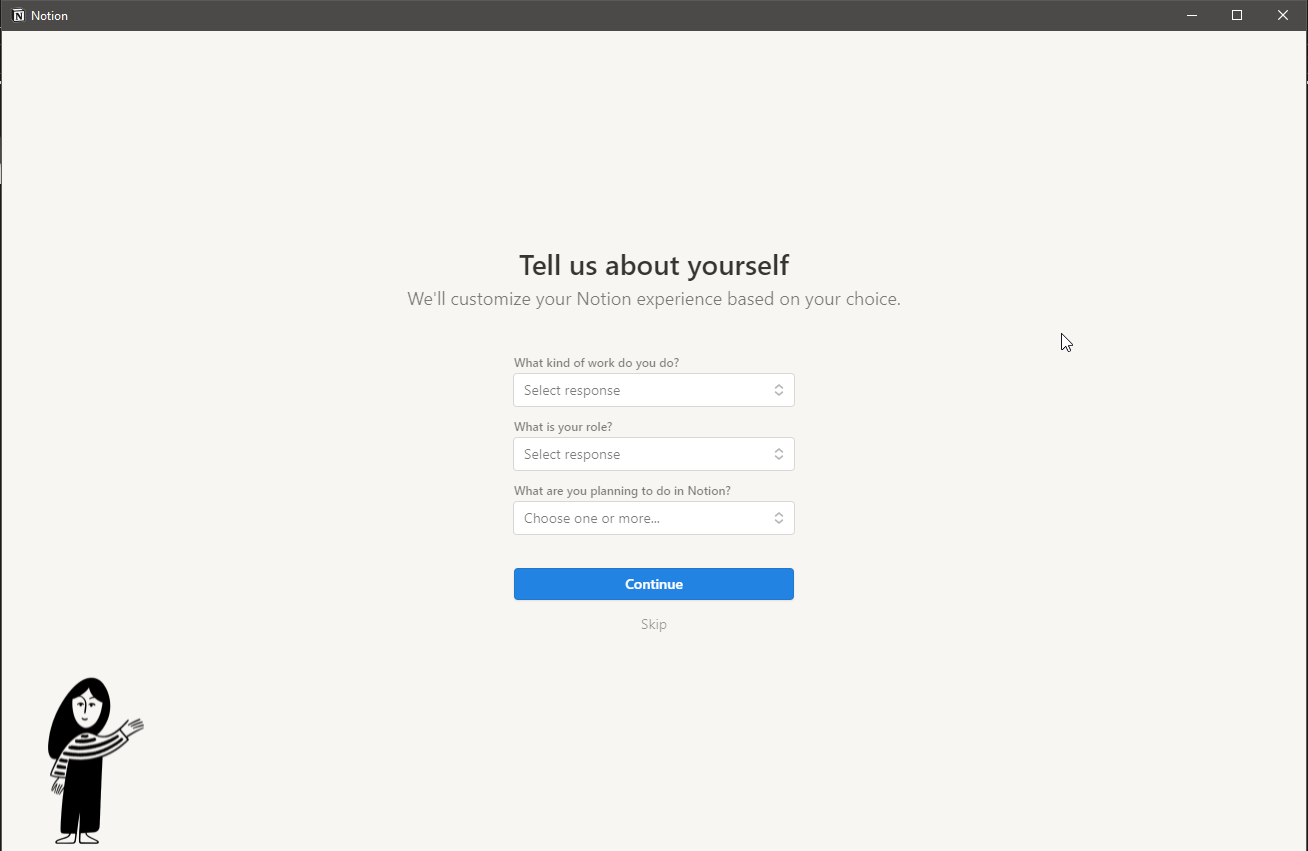 Notion
Tell us about yourself
We'll customize your Notion experience based on your choice.
What kind of work do you do?
Select response
What is your role?
Select response
What are you planning to do in Notion?
Choose one or more...
Continue
Skip